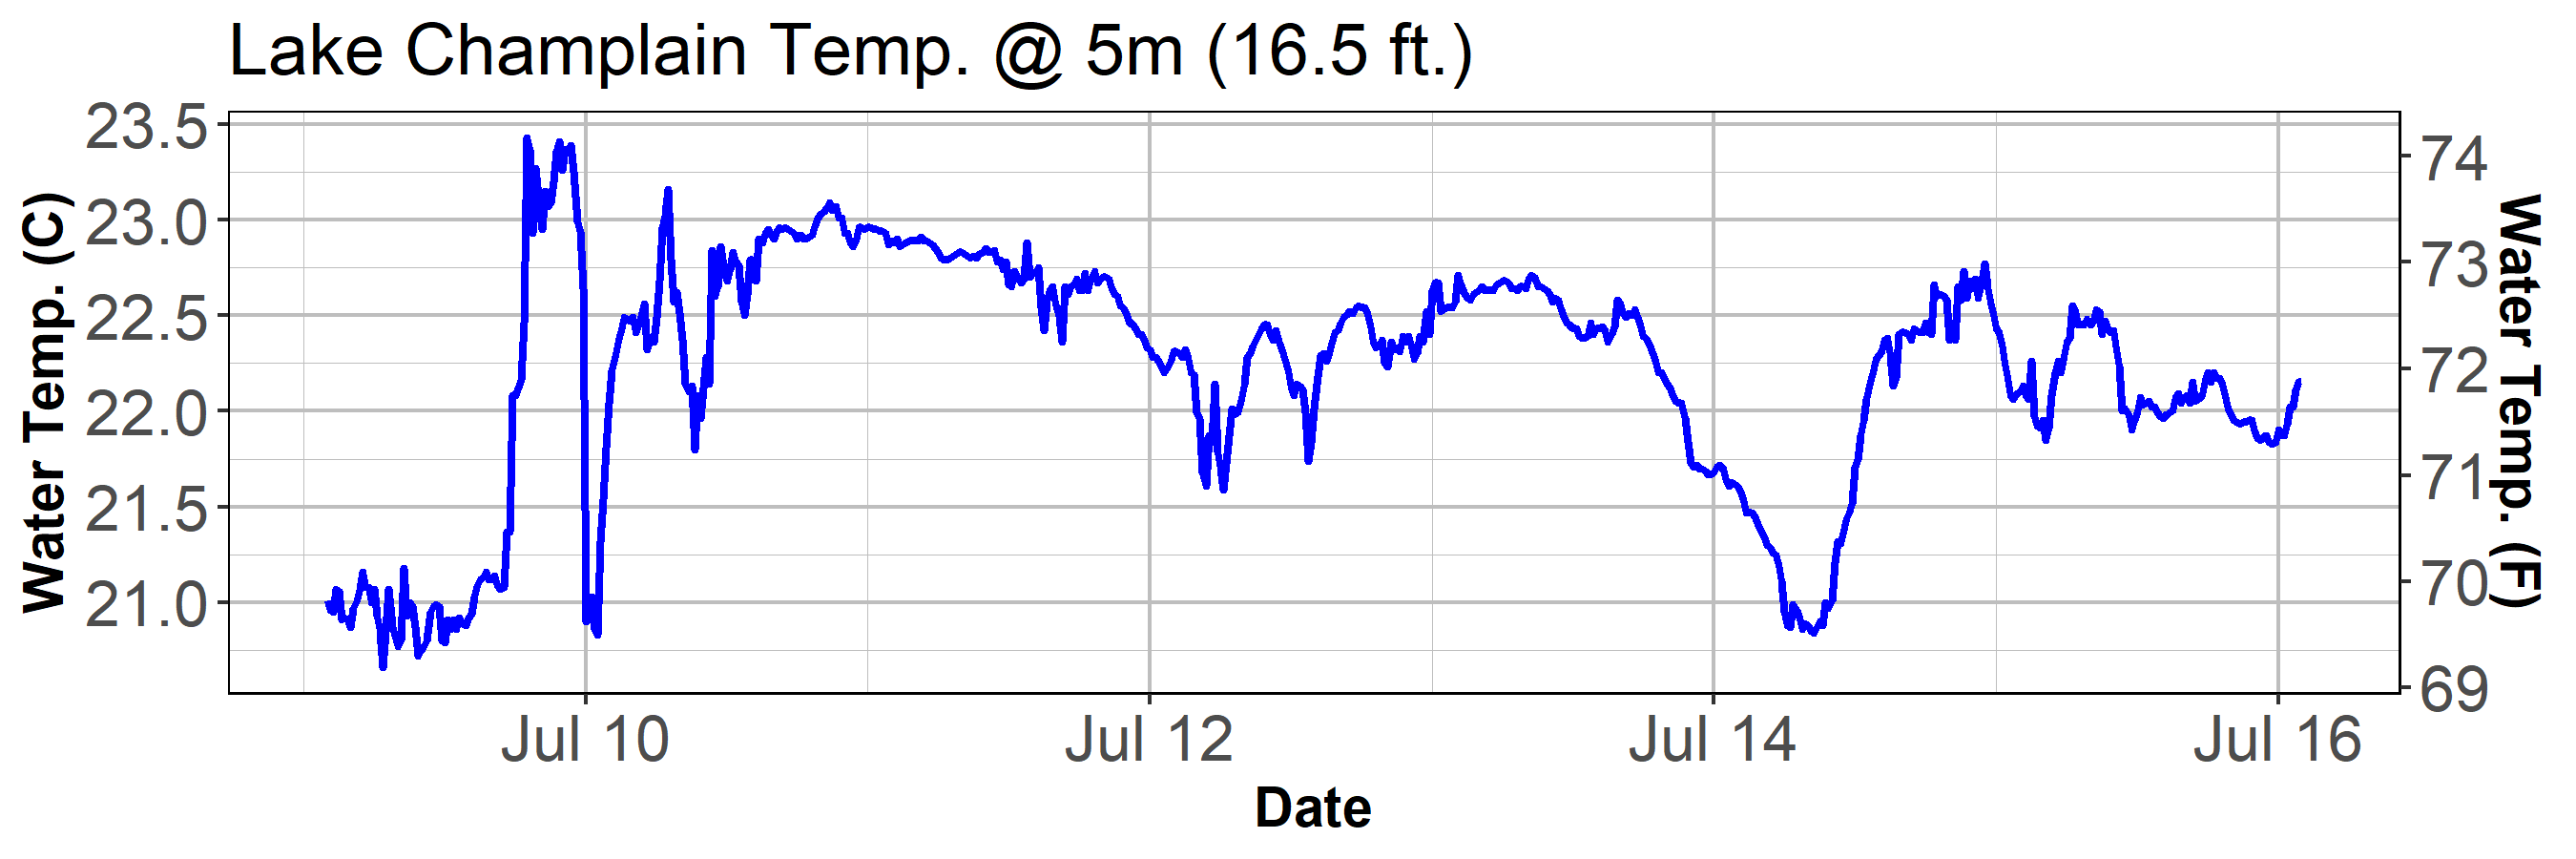 Lake Champlain Temp. @ 5m (16.5 ft.)
Water Temp. (C)
23.5
23.0
22.5
22.0
21.5
21.0
74
73
72
71
70
69
Water Temp. (F)
Jul 10 Jul 12 Jul 14 Jul 16
Date